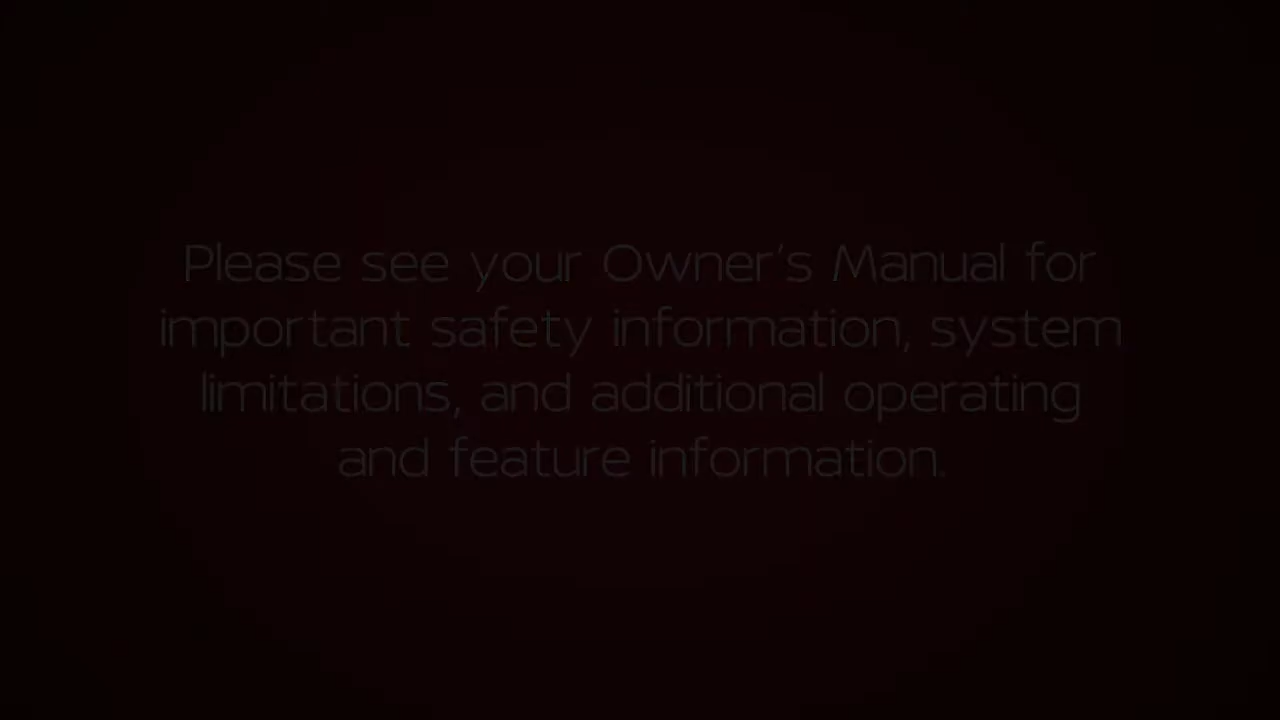 Please see your Owner's Manual for
important safety information, system
limitations, and additional operating
and feature information.